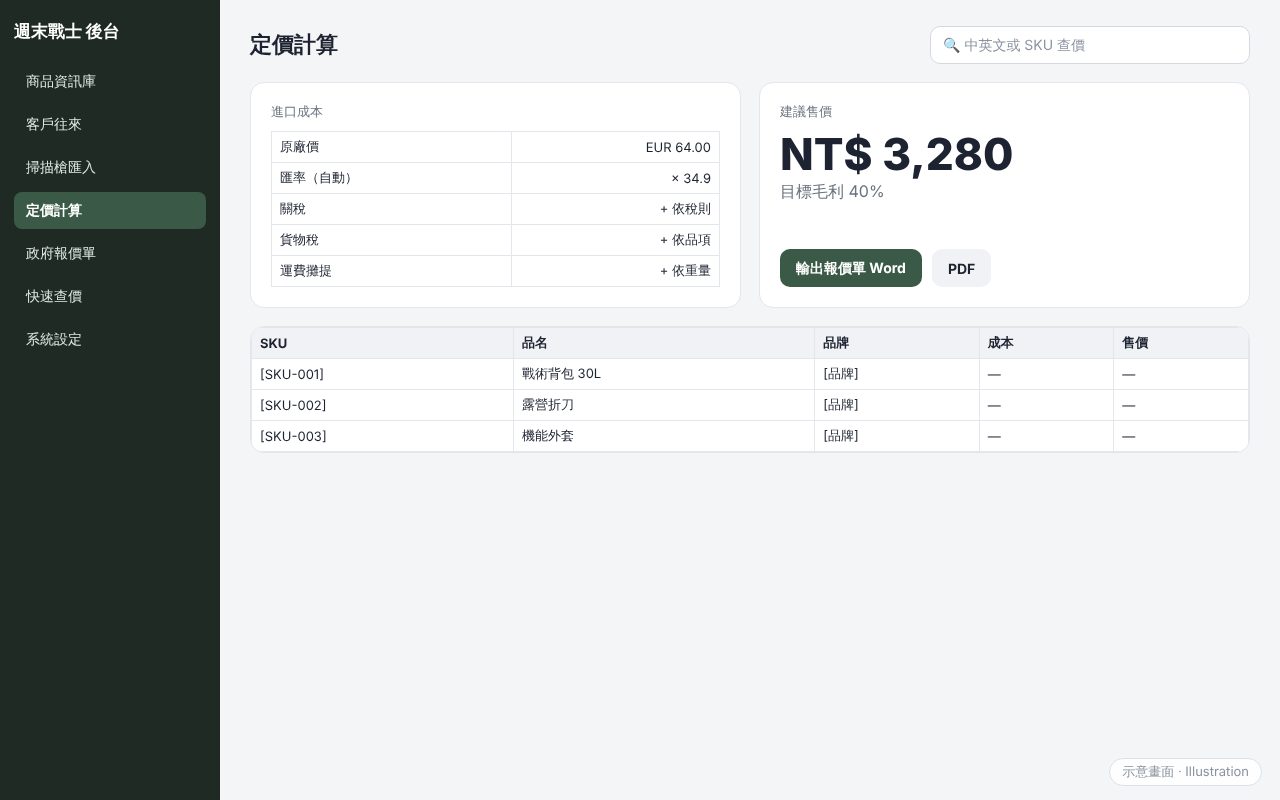 週末戰士 後台
商品資訊庫
客戶往來
掃描槍匯入
定價計算
政府報價單
快速查價
系統設定
定價計算
🔍 中英文或 SKU 查價
進口成本
原廠價 EUR 64.00
匯率（自動） × 34.9
關稅 + 依稅則
貨物稅 + 依品項
運費攤提 + 依重量
建議售價
NT$ 3,280
目標毛利 40%
輸出報價單 Word PDF
SKU 品名 品牌 成本 售價
[SKU-001] 戰術背包 30L [品牌] — —
[SKU-002] 露營折刀 [品牌] — —
[SKU-003] 機能外套 [品牌] — —
示意畫面 · Illustration